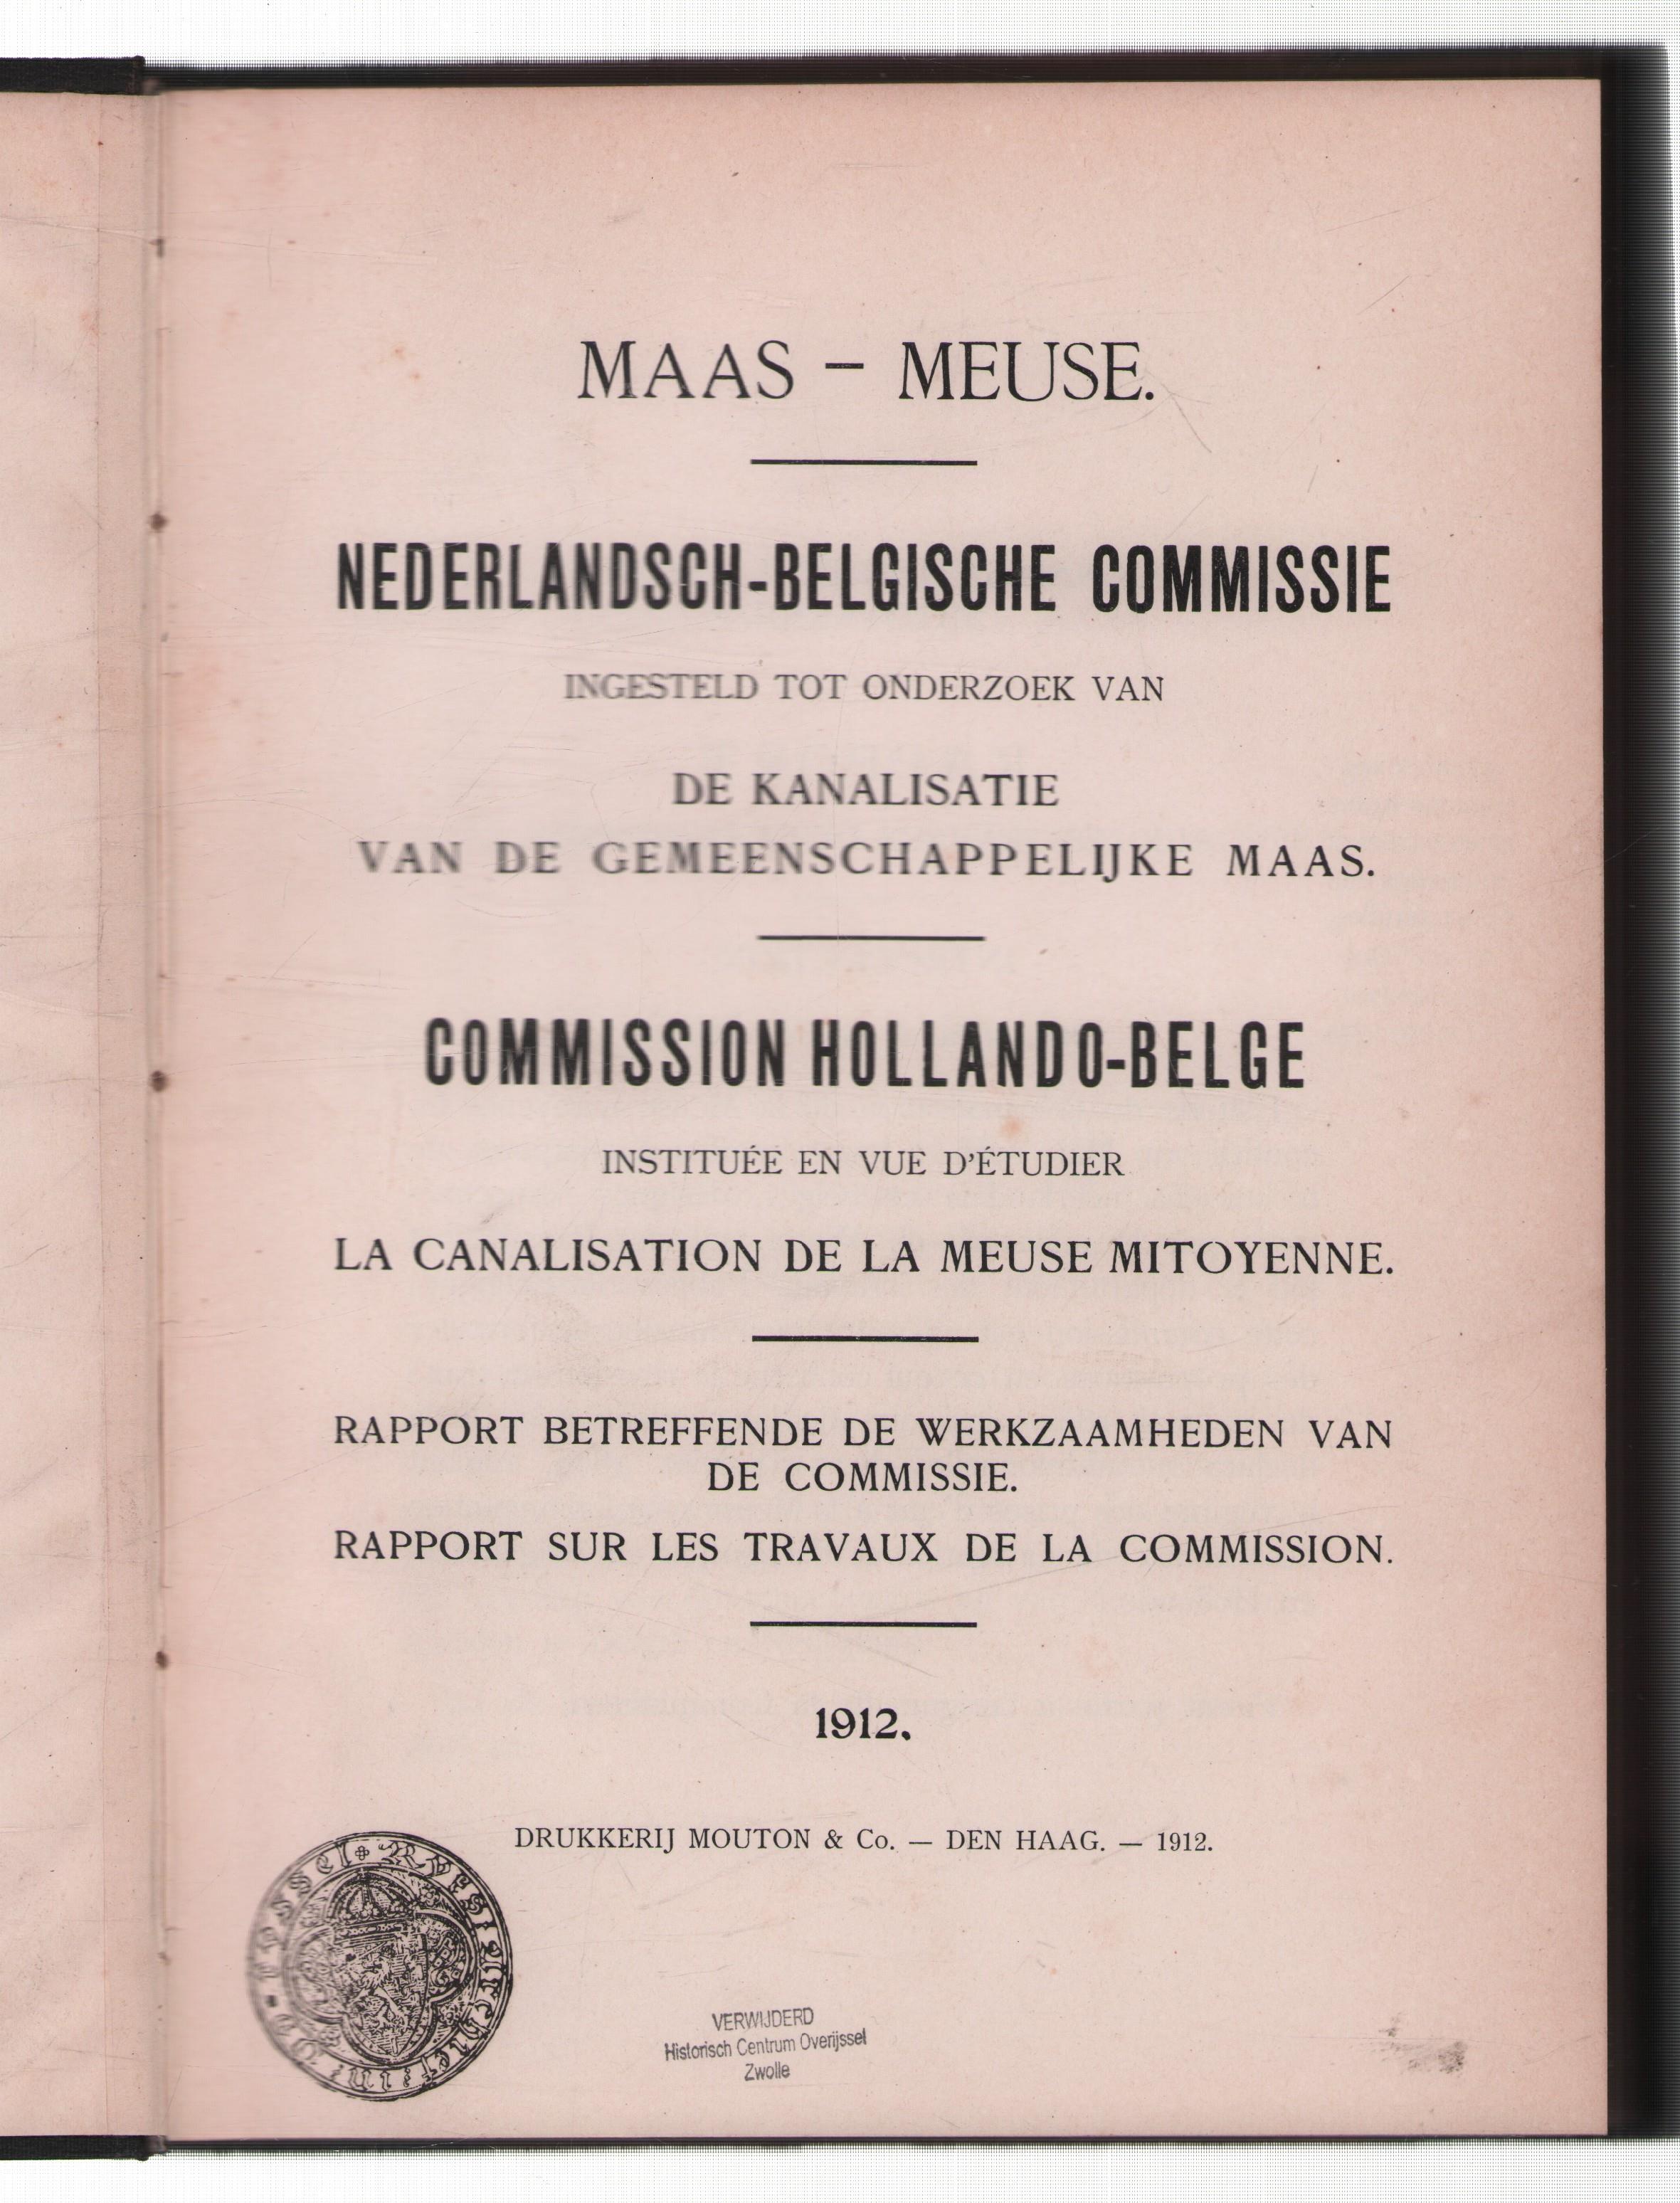 MAAS – MEUSE.
NEDERLANDSCH-BELGISCHE COMMISSIE
INGESTELD TOT ONDERZOEK VAN
DE KANALISATIE
VAN DE GEMEENSCHAPPELIJKE MAAS.
COMMISSION HOLLANDO-BELGE
INSTITUÉE EN VUE D'ÉTUDIER
LA CANALISATION DE LA MEUSE MITOYENNE.
RAPPORT BETREFFENDE DE WERKZAAMHEDEN VAN
DE COMMISSIE.
RAPPORT SUR LES TRAVAUX DE LA COMMISSION.
1912.
DRUKKERIJ MOUTON & Co. — DEN HAAG. — 1912.
VERWIJDERD
Historisch Centrum Overijssel
Zwolle